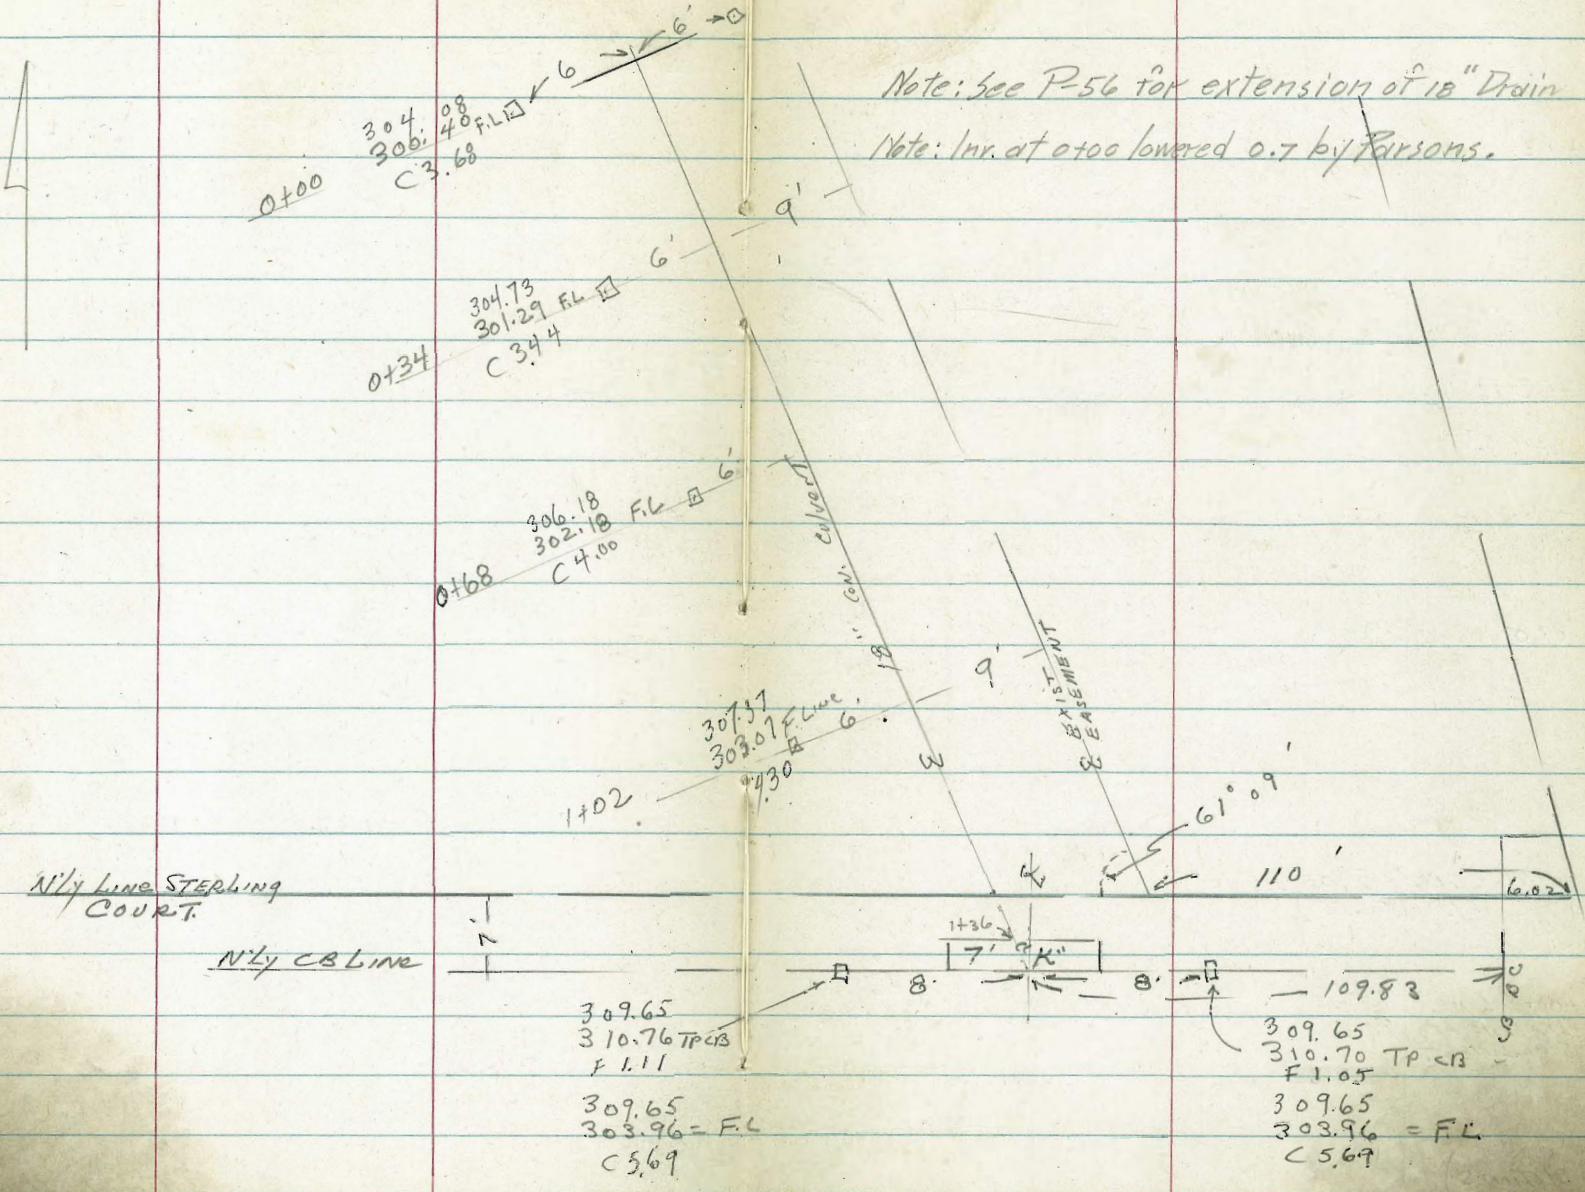 6'
6
Note: See P-56 for extension of 18" Drain
Note: Inv. at 0+00 lowered 0.7 by Parsons.
304.08
300.40 F.L
C 3.68
0+00
9'
6'
304.73
301.29 F.L
C 3.44
0+34
6'
306.18
302.18 F.L
C 4.00
0+68
18" CON. CULVERT
9'
EXIST
EASEMENT
307.37
303.07 F.Line
6'
4.30
1+02
61° 09'
110'
6.02
N'ly Line STERLING
COURT.
7'
1+36
7' "K"
N'Ly CB LINE
8' 8'
109.83
309.65
310.76 TP CB
F 1.11
309.65
310.70 TP CB
F 1.05
309.65
303.96 = F.L
C 5.69
309.65
303.96 = F.L.
C 5.69